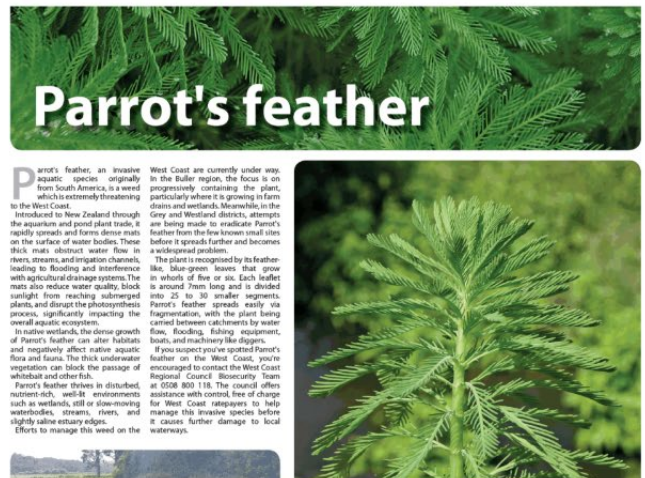 Parrot's feather
Parrot's feather, an invasive
aquatic species originally
from South America, is a weed
which is extremely threatening
to the West Coast.
Introduced to New Zealand through
the aquarium and pond plant trade, it
rapidly spreads and forms dense mats
on the surface of water bodies. These
thick mats obstruct water flow in
rivers, streams, and irrigation channels,
leading to flooding and interference
with agricultural drainage systems. The
mats also reduce water quality, block
sunlight from reaching submerged
plants, and disrupt the photosynthesis
process, significantly impacting the
overall aquatic ecosystem.
In native wetlands, the dense growth
of Parrot's feather can alter habitats
and negatively affect native aquatic
flora and fauna. The thick underwater
vegetation can block the passage of
whitebait and other fish.
Parrot's feather thrives in disturbed,
nutrient-rich, well-lit environments
such as wetlands, still or slow-moving
waterbodies, streams, rivers, and
slightly saline estuary edges.
Efforts to manage this weed on the
West Coast are currently under way.
In the Buller region, the focus is on
progressively containing the plant,
particularly where it is growing in farm
drains and wetlands. Meanwhile, in the
Grey and Westland districts, attempts
are being made to eradicate Parrot's
feather from the few known small sites
before it spreads further and becomes
a widespread problem.
The plant is recognised by its feather-
like, blue-green leaves that grow
in whorls of five or six. Each leaflet
is around 7mm long and is divided
into 25 to 30 smaller segments.
Parrot's feather spreads easily via
fragmentation, with the plant being
carried between catchments by water
flow, flooding, fishing equipment,
boats, and machinery like diggers.
If you suspect you've spotted Parrot's
feather on the West Coast, you're
encouraged to contact the West Coast
Regional Council Biosecurity Team
at 0508 800 118. The council offers
assistance with control, free of charge
for West Coast ratepayers to help
manage this invasive species before
it causes further damage to local
waterways.